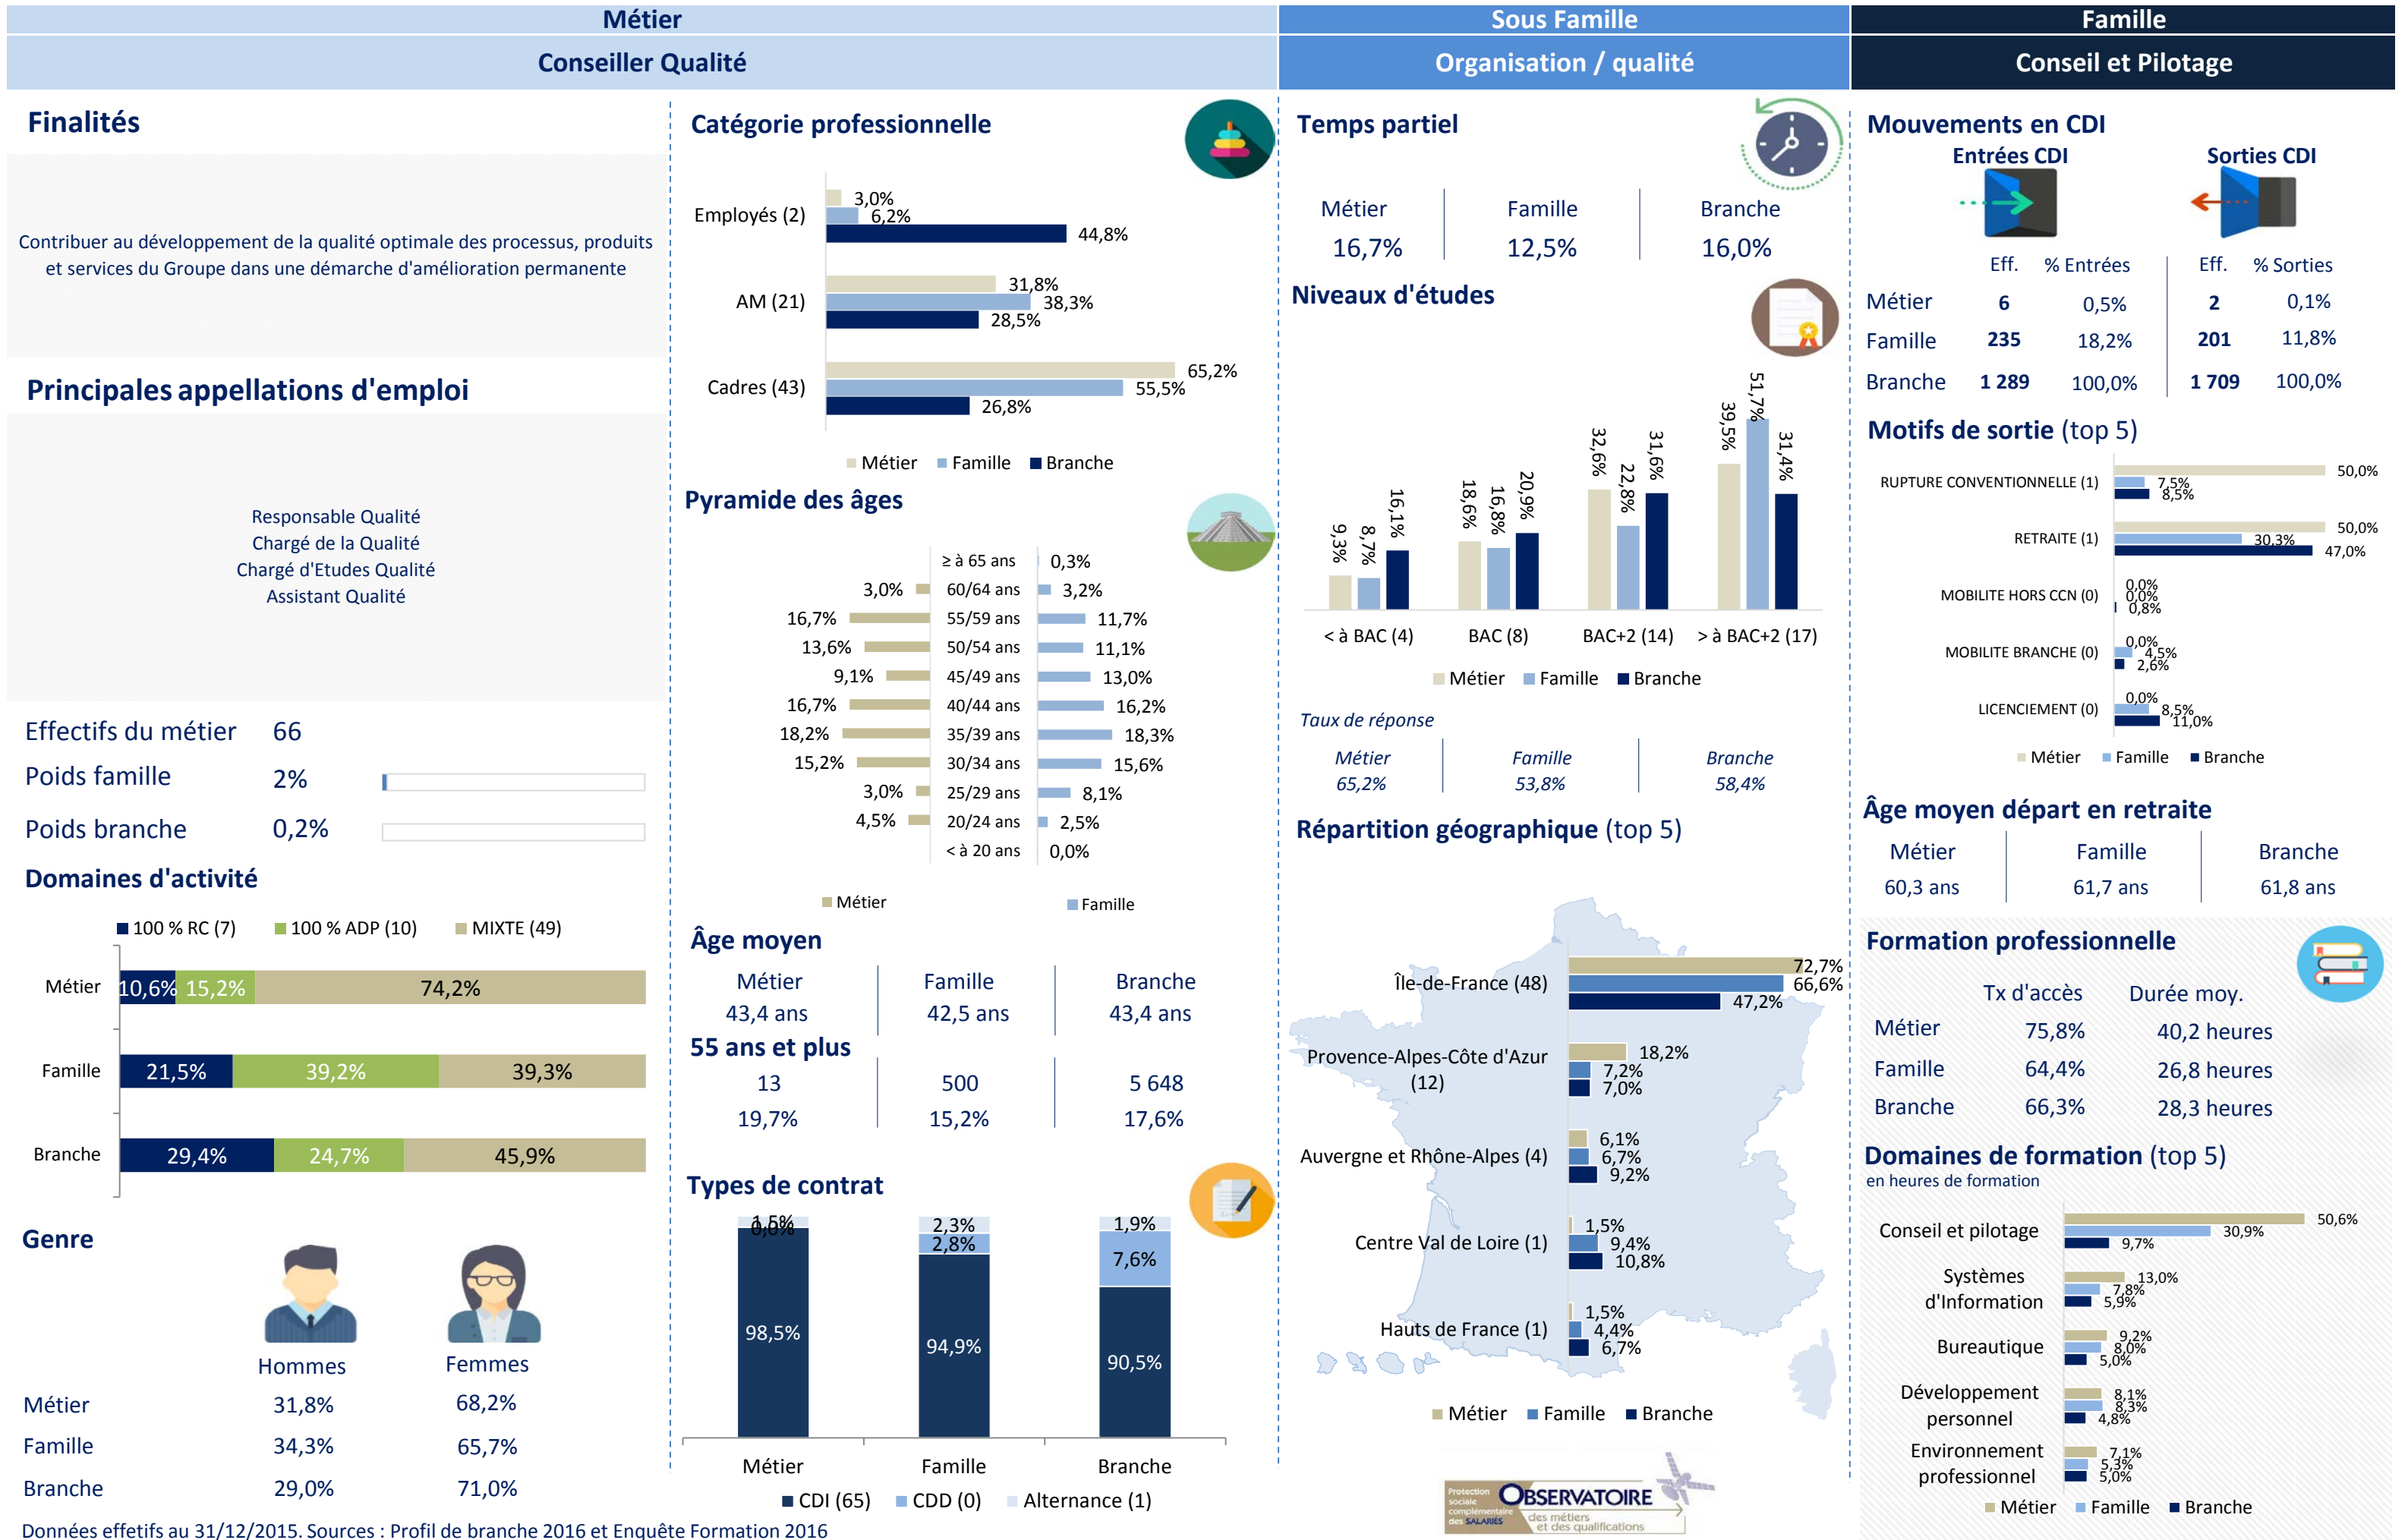 Métier
Sous Famille
Famille
Conseiller Qualité
Organisation / qualité
Conseil et Pilotage
Finalités
Contribuer au développement de la qualité optimale des processus, produits
et services du Groupe dans une démarche d'amélioration permanente
Principales appellations d'emploi
Responsable Qualité
Chargé de la Qualité
Chargé d'Etudes Qualité
Assistant Qualité
Effectifs du métier 66
Poids famille 2%
Poids branche 0,2%
Domaines d'activité
100 % RC (7) 100 % ADP (10) MIXTE (49)
Métier 10,6% 15,2% 74,2%
Famille 21,5% 39,2% 39,3%
Branche 29,4% 24,7% 45,9%
Genre
Hommes Femmes
Métier 31,8% 68,2%
Famille 34,3% 65,7%
Branche 29,0% 71,0%
Données effetifs au 31/12/2015. Sources : Profil de branche 2016 et Enquête Formation 2016
Catégorie professionnelle
Employés (2) 3,0% 6,2% 44,8%
AM (21) 31,8% 38,3% 28,5%
Cadres (43) 65,2% 55,5% 26,8%
Métier Famille Branche
Pyramide des âges
≥ à 65 ans 0,3%
3,0% 60/64 ans 3,2%
16,7% 55/59 ans 11,7%
13,6% 50/54 ans 11,1%
9,1% 45/49 ans 13,0%
16,7% 40/44 ans 16,2%
18,2% 35/39 ans 18,3%
15,2% 30/34 ans 15,6%
3,0% 25/29 ans 8,1%
4,5% 20/24 ans 2,5%
< à 20 ans 0,0%
Métier Famille
Âge moyen
Métier Famille Branche
43,4 ans 42,5 ans 43,4 ans
55 ans et plus
13 500 5 648
19,7% 15,2% 17,6%
Types de contrat
1,5% 2,3% 1,9%
0,0% 2,8% 7,6%
98,5% 94,9% 90,5%
Métier Famille Branche
CDI (65) CDD (0) Alternance (1)
Temps partiel
Métier Famille Branche
16,7% 12,5% 16,0%
Niveaux d'études
9,3% 8,7% 16,1% 18,6% 16,8% 20,9% 32,6% 22,8% 31,6% 39,5% 51,7% 31,4%
< à BAC (4) BAC (8) BAC+2 (14) > à BAC+2 (17)
Métier Famille Branche
Taux de réponse
Métier Famille Branche
65,2% 53,8% 58,4%
Répartition géographique (top 5)
Île-de-France (48) 72,7% 66,6% 47,2%
Provence-Alpes-Côte d'Azur
(12) 18,2% 7,2% 7,0%
Auvergne et Rhône-Alpes (4) 6,1% 6,7% 9,2%
Centre Val de Loire (1) 1,5% 9,4% 10,8%
Hauts de France (1) 1,5% 4,4% 6,7%
Métier Famille Branche
Protection
sociale
complémentaire
des SALARIÉS
OBSERVATOIRE
des métiers
et des qualifications
Mouvements en CDI
Entrées CDI Sorties CDI
Eff. % Entrées Eff. % Sorties
Métier 6 0,5% 2 0,1%
Famille 235 18,2% 201 11,8%
Branche 1 289 100,0% 1 709 100,0%
Motifs de sortie (top 5)
RUPTURE CONVENTIONNELLE (1) 50,0% 7,5% 8,5%
RETRAITE (1) 50,0% 30,3% 47,0%
MOBILITE HORS CCN (0) 0,0% 0,0% 0,8%
MOBILITE BRANCHE (0) 0,0% 4,5% 2,6%
LICENCIEMENT (0) 0,0% 8,5% 11,0%
Métier Famille Branche
Âge moyen départ en retraite
Métier Famille Branche
60,3 ans 61,7 ans 61,8 ans
Formation professionnelle
Tx d'accès Durée moy.
Métier 75,8% 40,2 heures
Famille 64,4% 26,8 heures
Branche 66,3% 28,3 heures
Domaines de formation (top 5)
en heures de formation
Conseil et pilotage 50,6% 30,9% 9,7%
Systèmes
d'Information 13,0% 7,8% 5,9%
Bureautique 9,2% 8,0% 5,0%
Développement
personnel 8,1% 8,3% 4,8%
Environnement
professionnel 7,1% 5,3% 5,0%
Métier Famille Branche